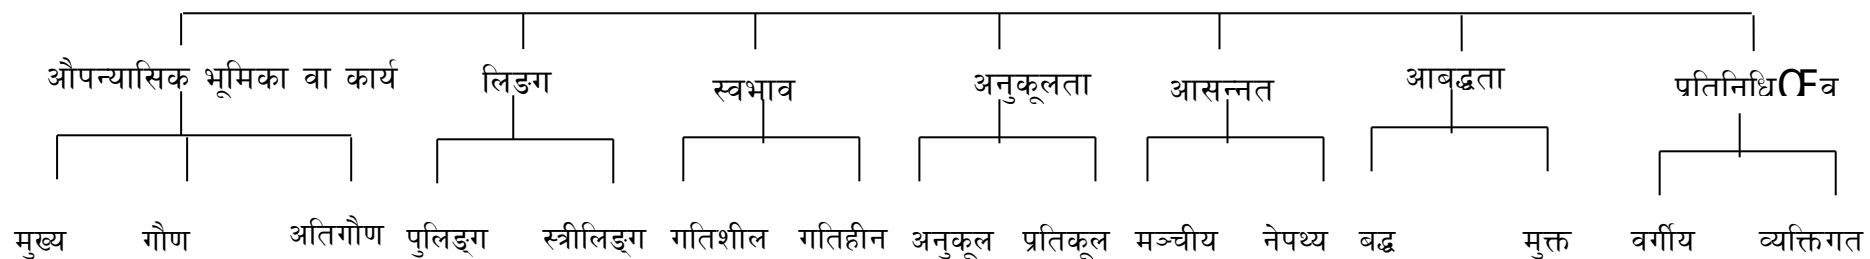 औपन्यासिक भूमिका वा कार्य लिङग स्वभाव अनुकूलता आसन्नत आबद्धता
मुख्य गौण अतिगौण पुलिङ्ग स्त्रीलिङ्ग गतिशील गतिहीन अनुकूल प्रतिकूल मञ्चीय नेपथ्य बद्ध मुक्त वर्गीय व्यक्तिगत